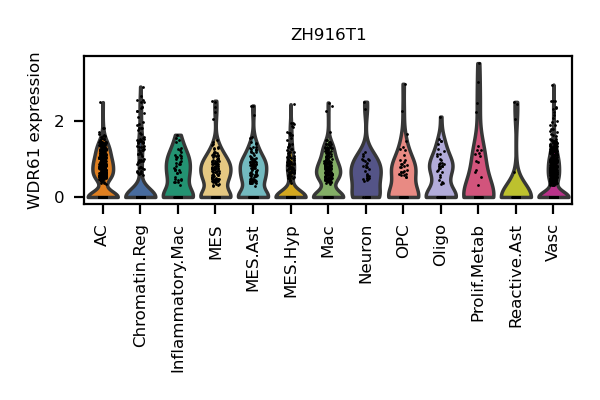 ZH916T1
WDR61 expression
2
0
AC
Chromatin.Reg
Inflammatory.Mac
MES
MES.Ast
MES.Hyp
Mac
Neuron
OPC
Oligo
Prolif.Metab
Reactive.Ast
Vasc